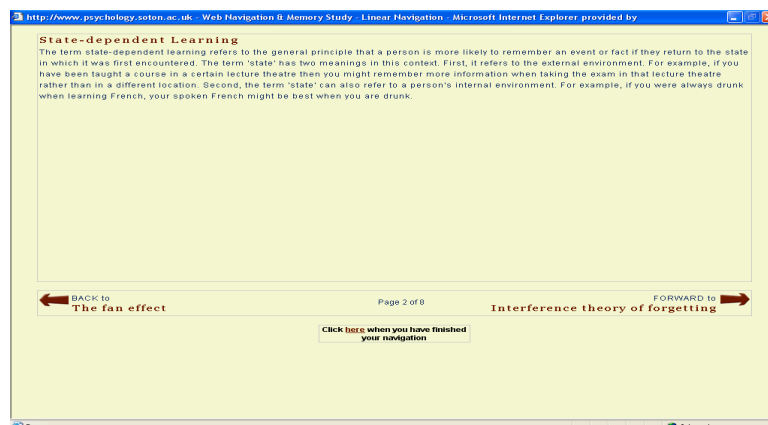 http://www.psychology.soton.ac.uk - Web Navigation & Memory Study - Linear Navigation - Microsoft Internet Explorer provided by
State-dependent Learning
The term state-dependent learning refers to the general principle that a person is more likely to remember an event or fact if they return to the state
in which it was first encountered. The term 'state' has two meanings in this context. First, it refers to the external environment. For example, if you
have been taught a course in a certain lecture theatre then you might remember more information when taking the exam in that lecture theatre
rather than in a different location. Second, the term 'state' can also refer to a person's internal environment. For example, if you were always drunk
when learning French, your spoken French might be best when you are drunk.
BACK to
The fan effect
Page 2 of 8
FORWARD to
Interference theory of forgetting
Click here when you have finished
your navigation